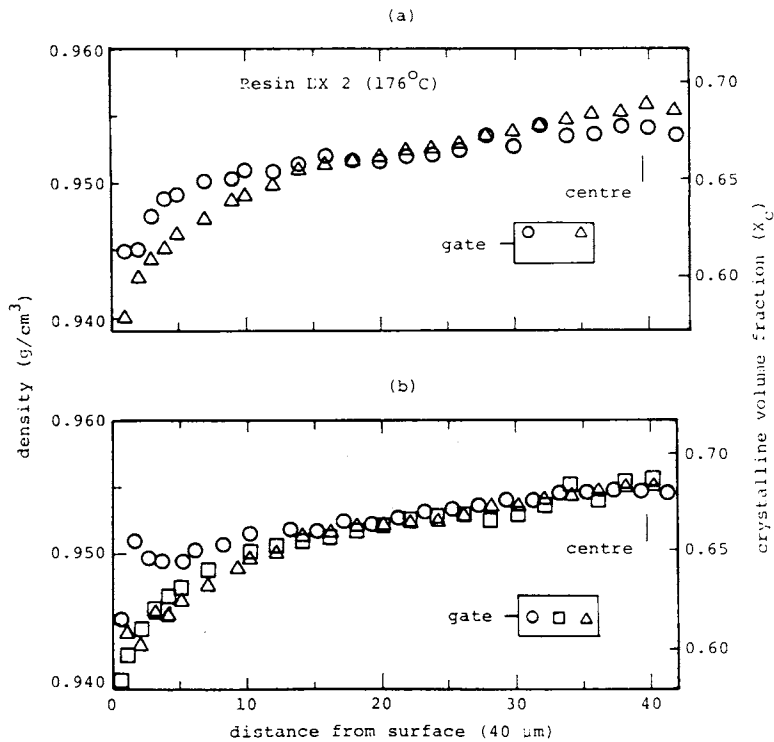 (a)
0.960
Resin DX 2 (176°C)
0.70
0.950
centre
0.65
gate
0.60
0.940
density (g/cm³)
crystalline volume fraction (Xc)
(b)
0.960
0.70
0.950
centre
0.65
gate
0.60
0.940
0 10 20 30 40
distance from surface (40 µm)